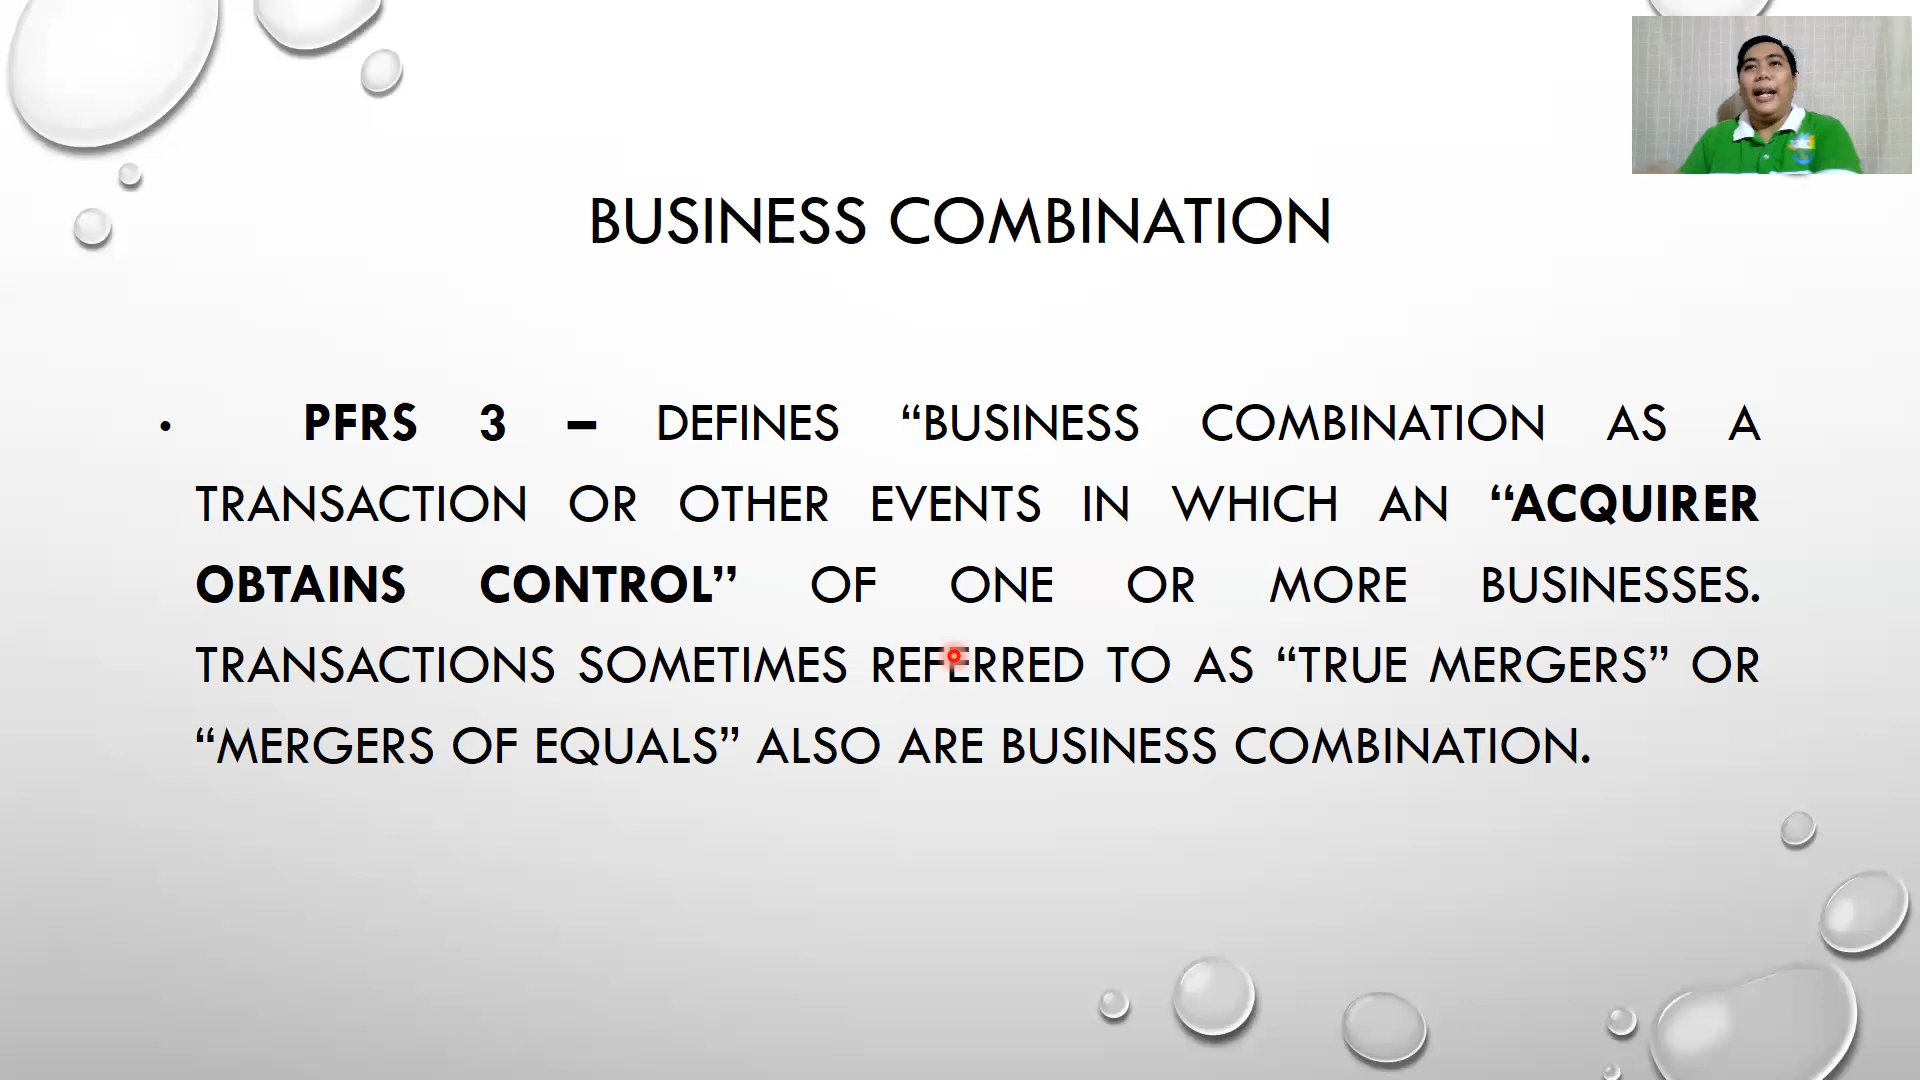 BUSINESS COMBINATION
• PFRS 3 – DEFINES “BUSINESS COMBINATION AS A
TRANSACTION OR OTHER EVENTS IN WHICH AN “ACQUIRER
OBTAINS CONTROL” OF ONE OR MORE BUSINESSES.
TRANSACTIONS SOMETIMES REFERRED TO AS “TRUE MERGERS” OR
“MERGERS OF EQUALS” ALSO ARE BUSINESS COMBINATION.